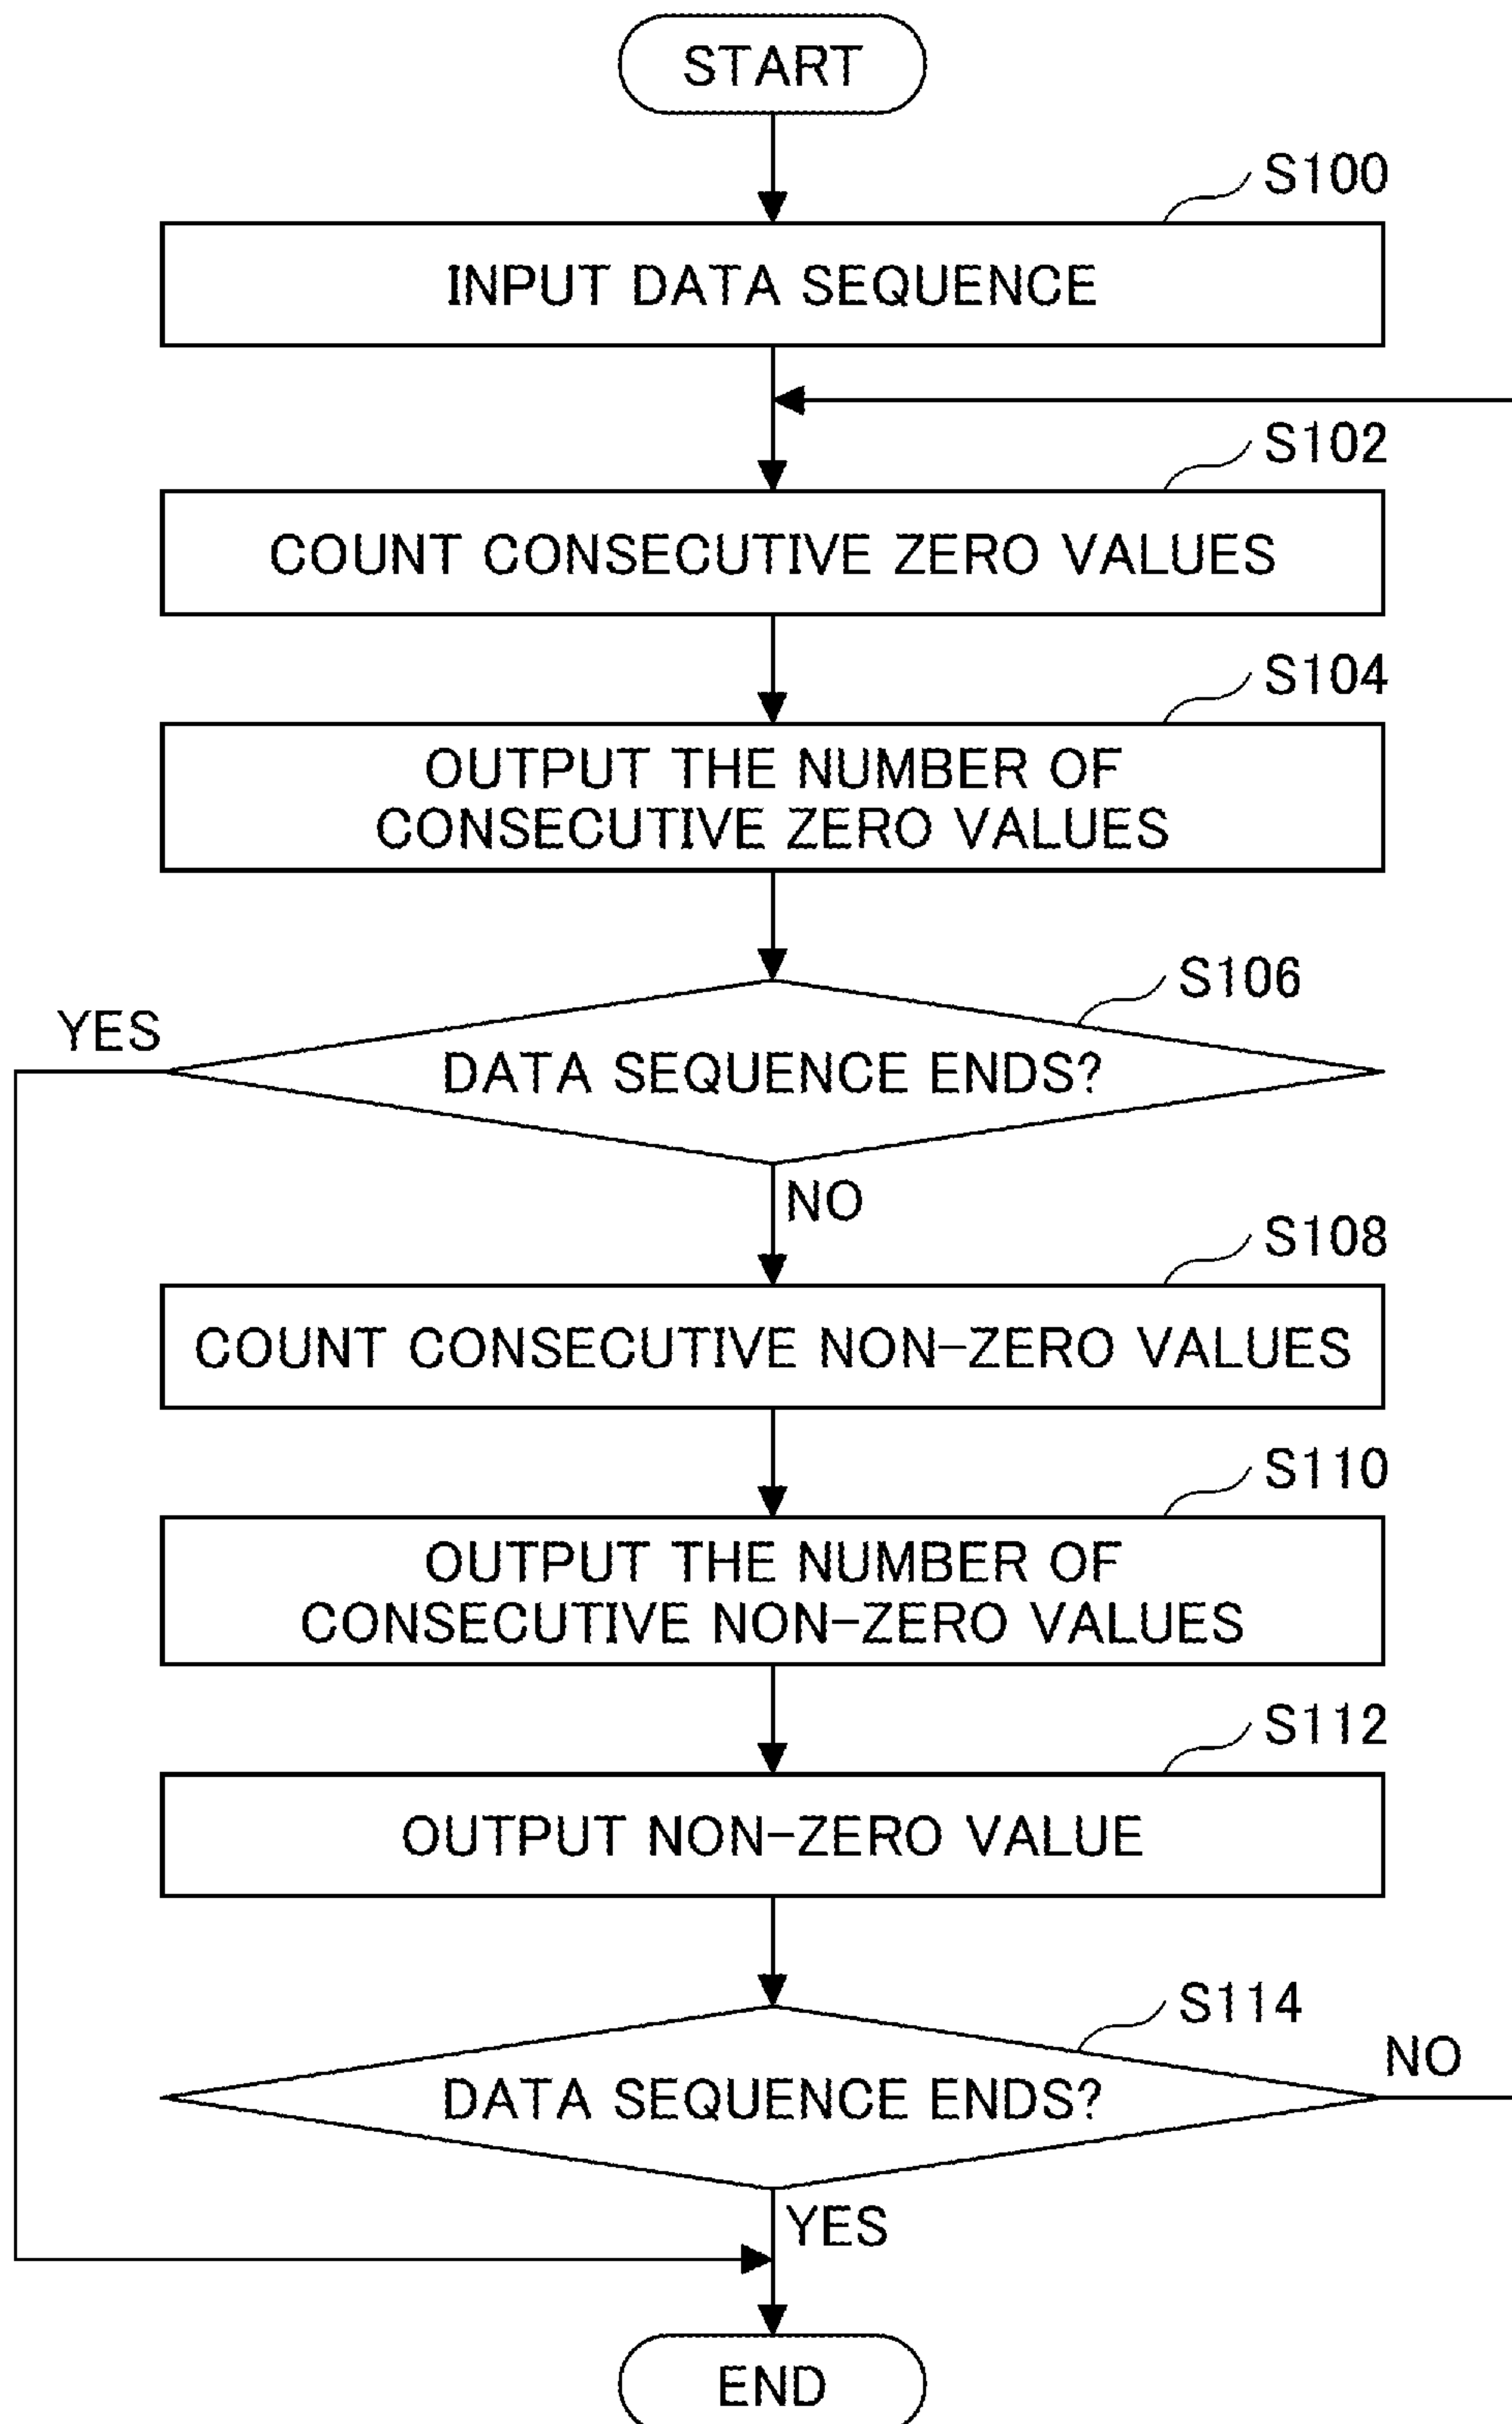 START
S100
INPUT DATA SEQUENCE
S102
COUNT CONSECUTIVE ZERO VALUES
S104
OUTPUT THE NUMBER OF
CONSECUTIVE ZERO VALUES
S106
YES
DATA SEQUENCE ENDS?
NO
S108
COUNT CONSECUTIVE NON-ZERO VALUES
S110
OUTPUT THE NUMBER OF
CONSECUTIVE NON-ZERO VALUES
S112
OUTPUT NON-ZERO VALUE
S114
NO
DATA SEQUENCE ENDS?
YES
END